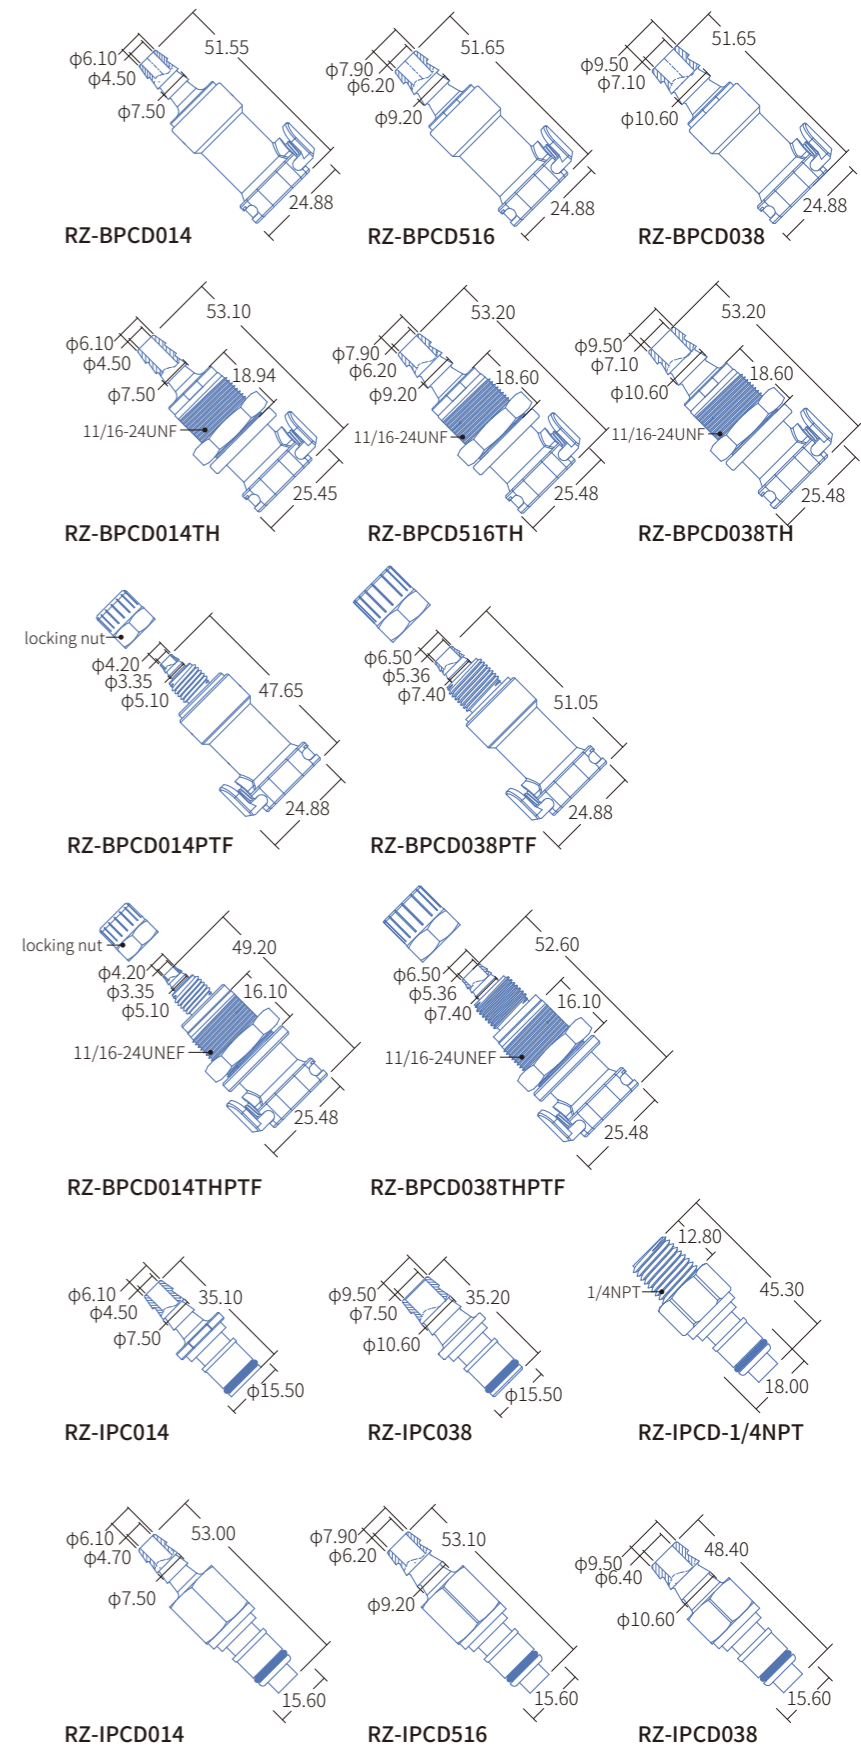 51.55
φ6.10
φ4.50
φ7.50
24.88
RZ-BPCD014
51.65
φ7.90
φ6.20
φ9.20
24.88
RZ-BPCD516
51.65
φ9.50
φ7.10
φ10.60
24.88
RZ-BPCD038
53.10
φ6.10
φ4.50
18.94
φ7.50
11/16-24UNF
25.45
RZ-BPCD014TH
53.20
φ7.90
φ6.20
18.60
φ9.20
11/16-24UNF
25.48
RZ-BPCD516TH
53.20
φ9.50
φ7.10
18.60
φ10.60
11/16-24UNF
25.48
RZ-BPCD038TH
locking nut
φ4.20
φ3.35
φ5.10
47.65
24.88
RZ-BPCD014PTF
φ6.50
φ5.36
φ7.40
51.05
24.88
RZ-BPCD038PTF
locking nut
49.20
φ4.20
φ3.35
φ5.10
16.10
11/16-24UNEF
25.48
RZ-BPCD014THPTF
52.60
φ6.50
φ5.36
φ7.40
16.10
11/16-24UNEF
25.48
RZ-BPCD038THPTF
φ6.10
φ4.50
35.10
φ7.50
φ15.50
RZ-IPC014
φ9.50
φ7.50
35.20
φ10.60
φ15.50
RZ-IPC038
12.80
1/4NPT
45.30
18.00
RZ-IPCD-1/4NPT
φ6.10
φ4.70
53.00
φ7.50
15.60
RZ-IPCD014
φ7.90
φ6.20
53.10
φ9.20
15.60
RZ-IPCD516
φ9.50
φ6.40
48.40
φ10.60
15.60
RZ-IPCD038